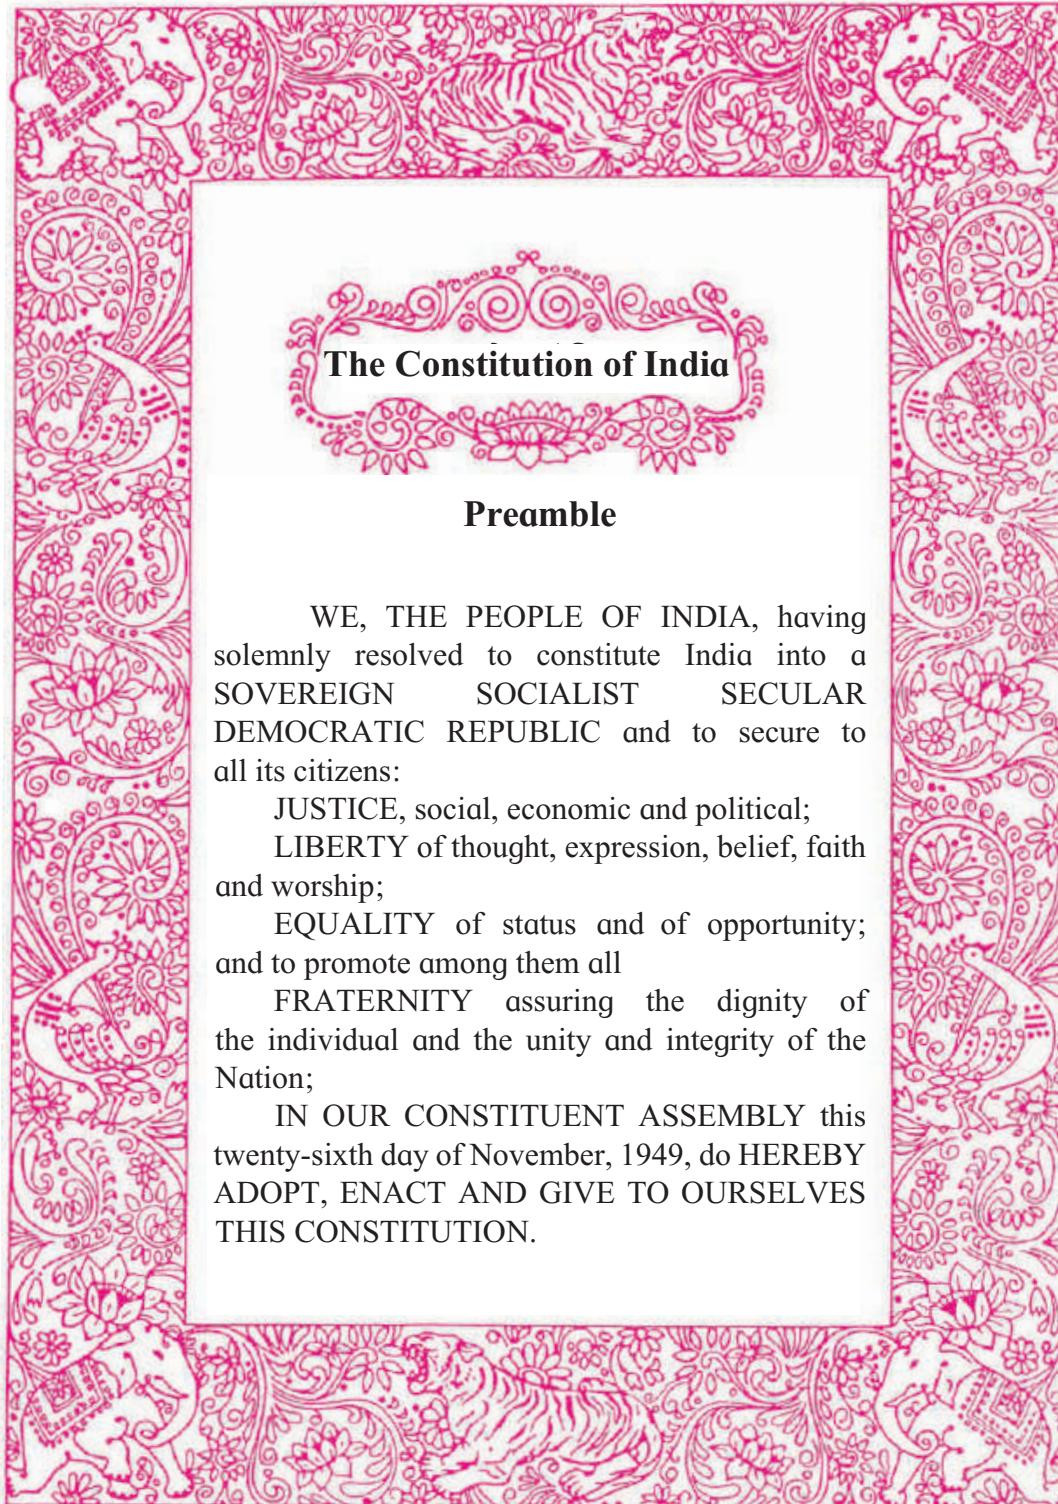 The Constitution of India
Preamble
WE, THE PEOPLE OF INDIA, having
solemnly resolved to constitute India into a
SOVEREIGN SOCIALIST SECULAR
DEMOCRATIC REPUBLIC and to secure to
all its citizens:
JUSTICE, social, economic and political;
LIBERTY of thought, expression, belief, faith
and worship;
EQUALITY of status and of opportunity;
and to promote among them all
FRATERNITY assuring the dignity of
the individual and the unity and integrity of the
Nation;
IN OUR CONSTITUENT ASSEMBLY this
twenty-sixth day of November, 1949, do HEREBY
ADOPT, ENACT AND GIVE TO OURSELVES
THIS CONSTITUTION.